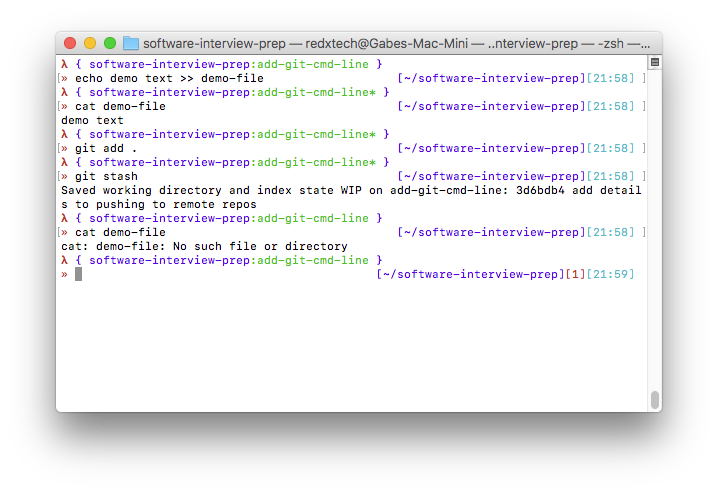 software-interview-prep — redxtech@Gabes-Mac-Mini — ..nterview-prep — -zsh —...
λ { software-interview-prep:add-git-cmd-line }
[» echo demo text >> demo-file [~/software-interview-prep][21:58] ]
λ { software-interview-prep:add-git-cmd-line* }
[» cat demo-file [~/software-interview-prep][21:58] ]
demo text
λ { software-interview-prep:add-git-cmd-line* }
[» git add . [~/software-interview-prep][21:58] ]
λ { software-interview-prep:add-git-cmd-line* }
[» git stash [~/software-interview-prep][21:58] ]
Saved working directory and index state WIP on add-git-cmd-line: 3d6bdb4 add detail
s to pushing to remote repos
λ { software-interview-prep:add-git-cmd-line }
[» cat demo-file [~/software-interview-prep][21:58] ]
cat: demo-file: No such file or directory
λ { software-interview-prep:add-git-cmd-line }
» [~/software-interview-prep][1][21:59]